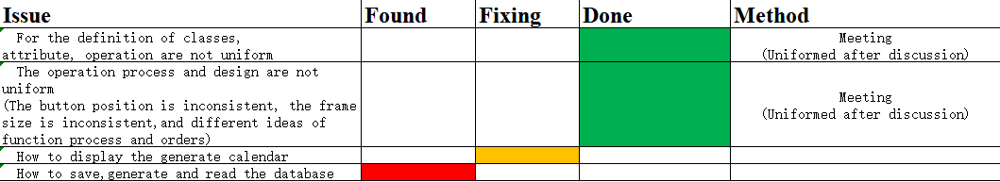 Issue Found Fixing Done Method
For the definition of classes,
attribute, operation are not uniform
Meeting
(Uniformed after discussion)
The operation process and design are not
uniform
(The button position is inconsistent, the frame
size is inconsistent,and different ideas of
function process and orders)
Meeting
(Uniformed after discussion)
How to display the generate calendar
How to save,generate and read the database